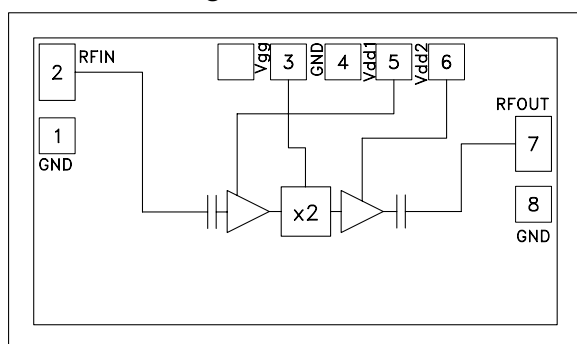 2 RFIN
Vgg 3 GND 4 Vdd1 5 Vdd2 6
1
GND
RFOUT
7
x2
8
GND